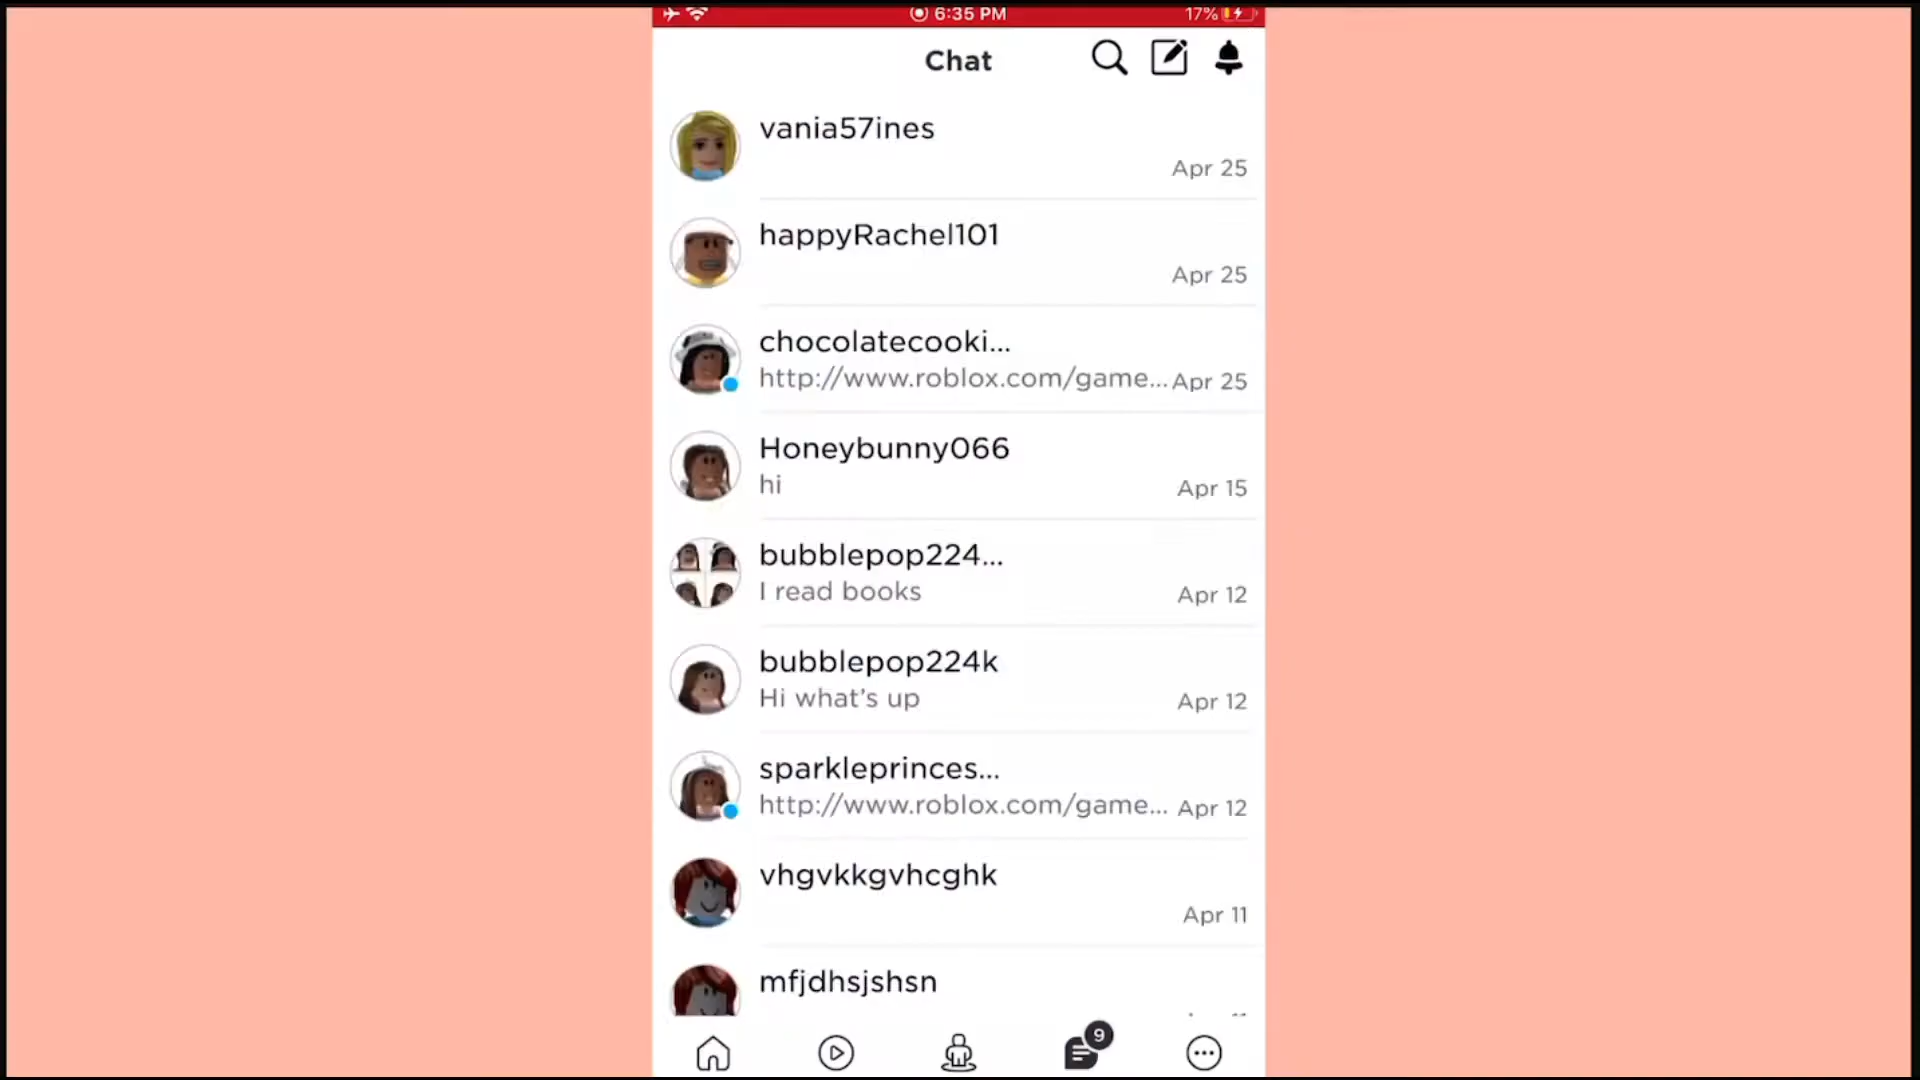 6:35 PM
17%
Chat
vania57ines
Apr 25
happyRachel101
Apr 25
chocolatecooki...
http://www.roblox.com/game... Apr 25
Honeybunny066
hi
Apr 15
bubblepop224...
I read books
Apr 12
bubblepop224k
Hi what's up
Apr 12
sparkleprinces...
http://www.roblox.com/game... Apr 12
vhgvkkgvhcghk
Apr 11
mfjdhsjshsn
9